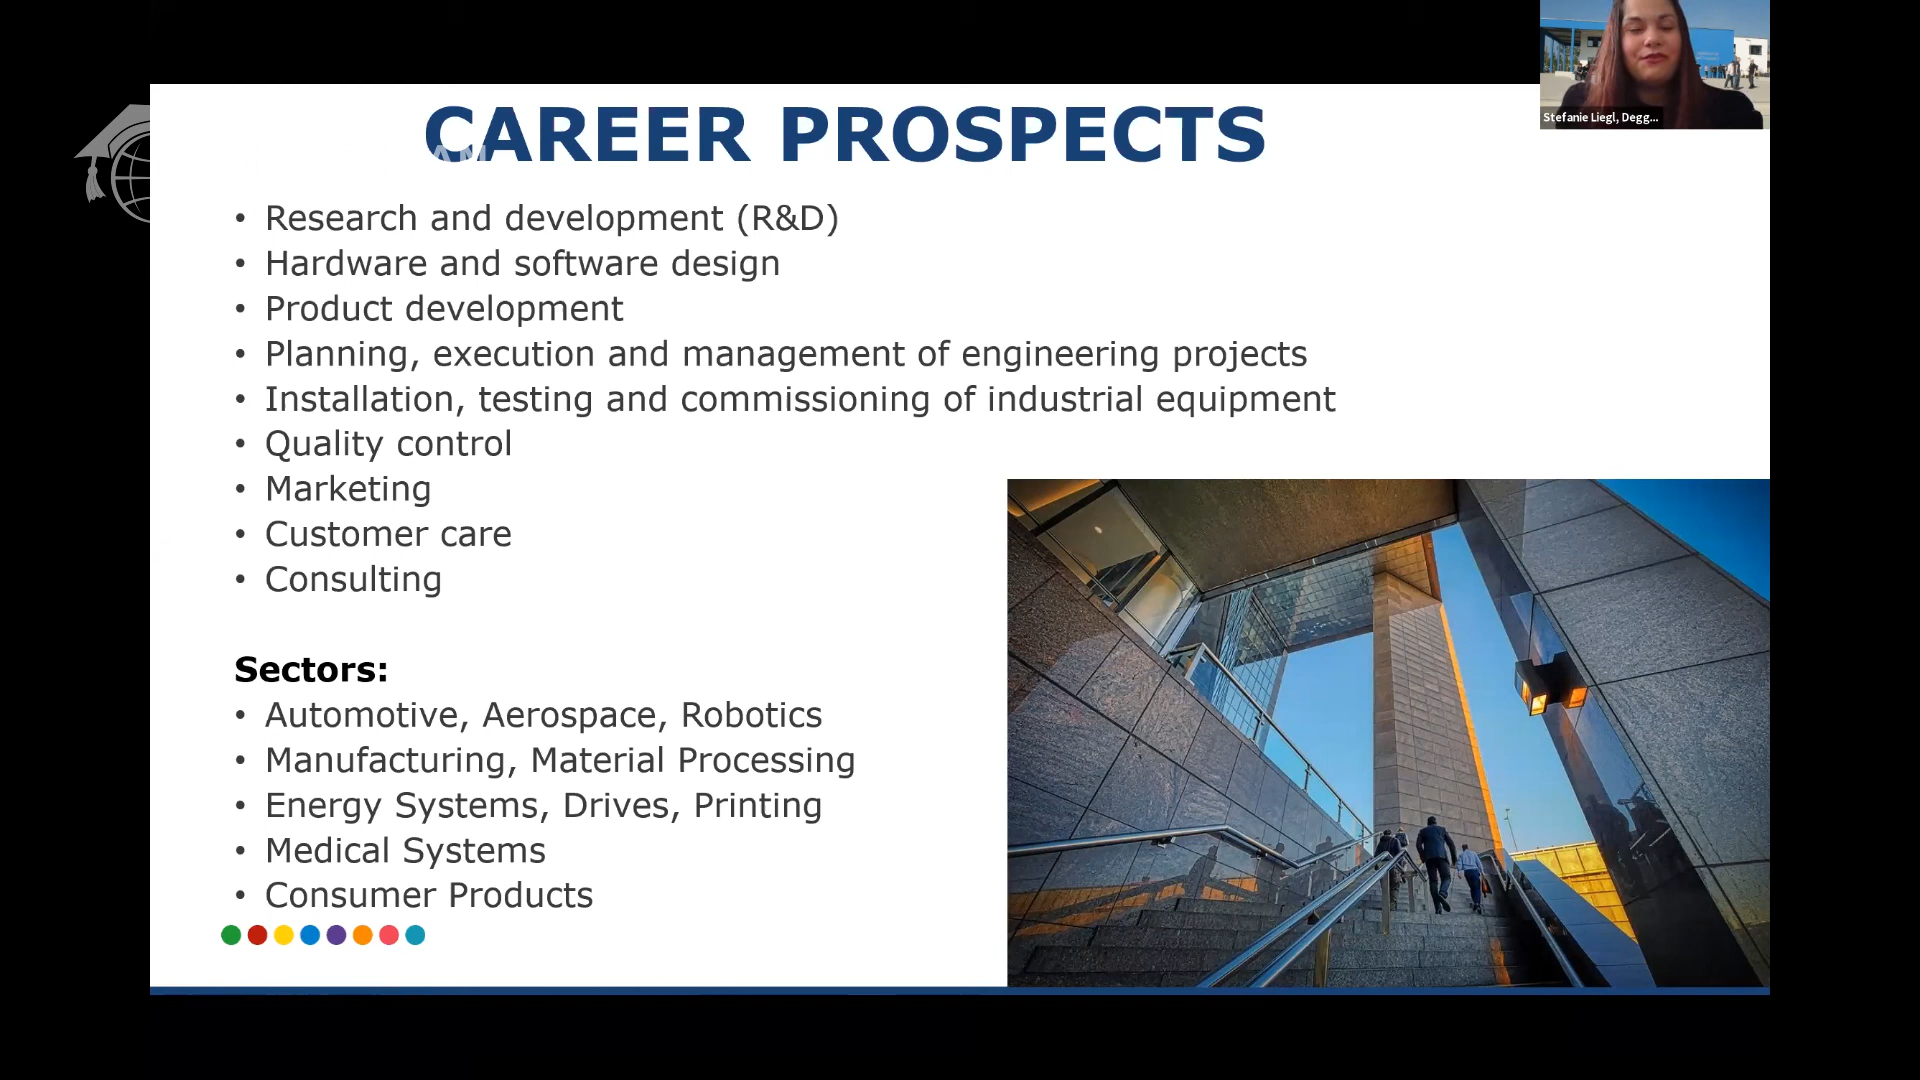 CAREER PROSPECTS
Stefanie Liegl, Degg...
• Research and development (R&D)
• Hardware and software design
• Product development
• Planning, execution and management of engineering projects
• Installation, testing and commissioning of industrial equipment
• Quality control
• Marketing
• Customer care
• Consulting
Sectors:
• Automotive, Aerospace, Robotics
• Manufacturing, Material Processing
• Energy Systems, Drives, Printing
• Medical Systems
• Consumer Products